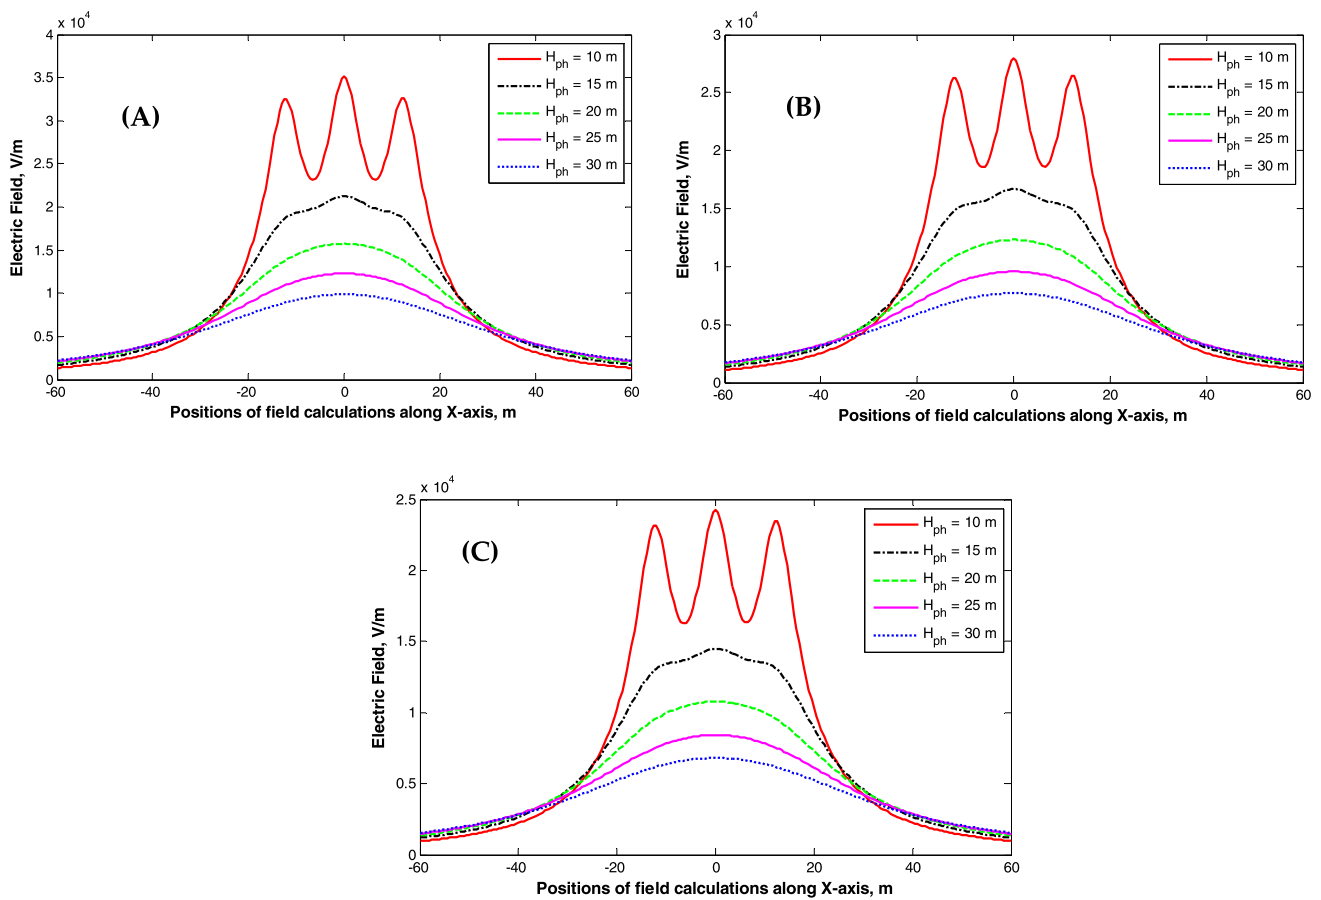 x 10^4
4
3.5
3
2.5
2
1.5
1
0.5
0
-60
-40
-20
0
20
40
60
Electric Field, V/m
Positions of field calculations along X-axis, m
(A)
H_ph = 10 m
H_ph = 15 m
H_ph = 20 m
H_ph = 25 m
H_ph = 30 m
x 10^4
3
2.5
2
1.5
1
0.5
0
-60
-40
-20
0
20
40
60
Electric Field, V/m
Positions of field calculations along X-axis, m
(B)
H_ph = 10 m
H_ph = 15 m
H_ph = 20 m
H_ph = 25 m
H_ph = 30 m
x 10^4
2.5
2
1.5
1
0.5
0
-60
-40
-20
0
20
40
60
Electric Field, V/m
Positions of field calculations along X-axis, m
(C)
H_ph = 10 m
H_ph = 15 m
H_ph = 20 m
H_ph = 25 m
H_ph = 30 m